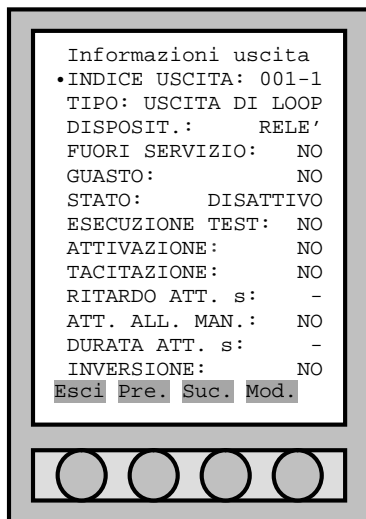 Informazioni uscita
•INDICE USCITA: 001-1
TIPO: USCITA DI LOOP
DISPOSIT.: RELE'
FUORI SERVIZIO: NO
GUASTO: NO
STATO: DISATTIVO
ESECUZIONE TEST: NO
ATTIVAZIONE: NO
TACITAZIONE: NO
RITARDO ATT. s: -
ATT. ALL. MAN.: NO
DURATA ATT. s: -
INVERSIONE: NO
Esci Pre. Suc. Mod.